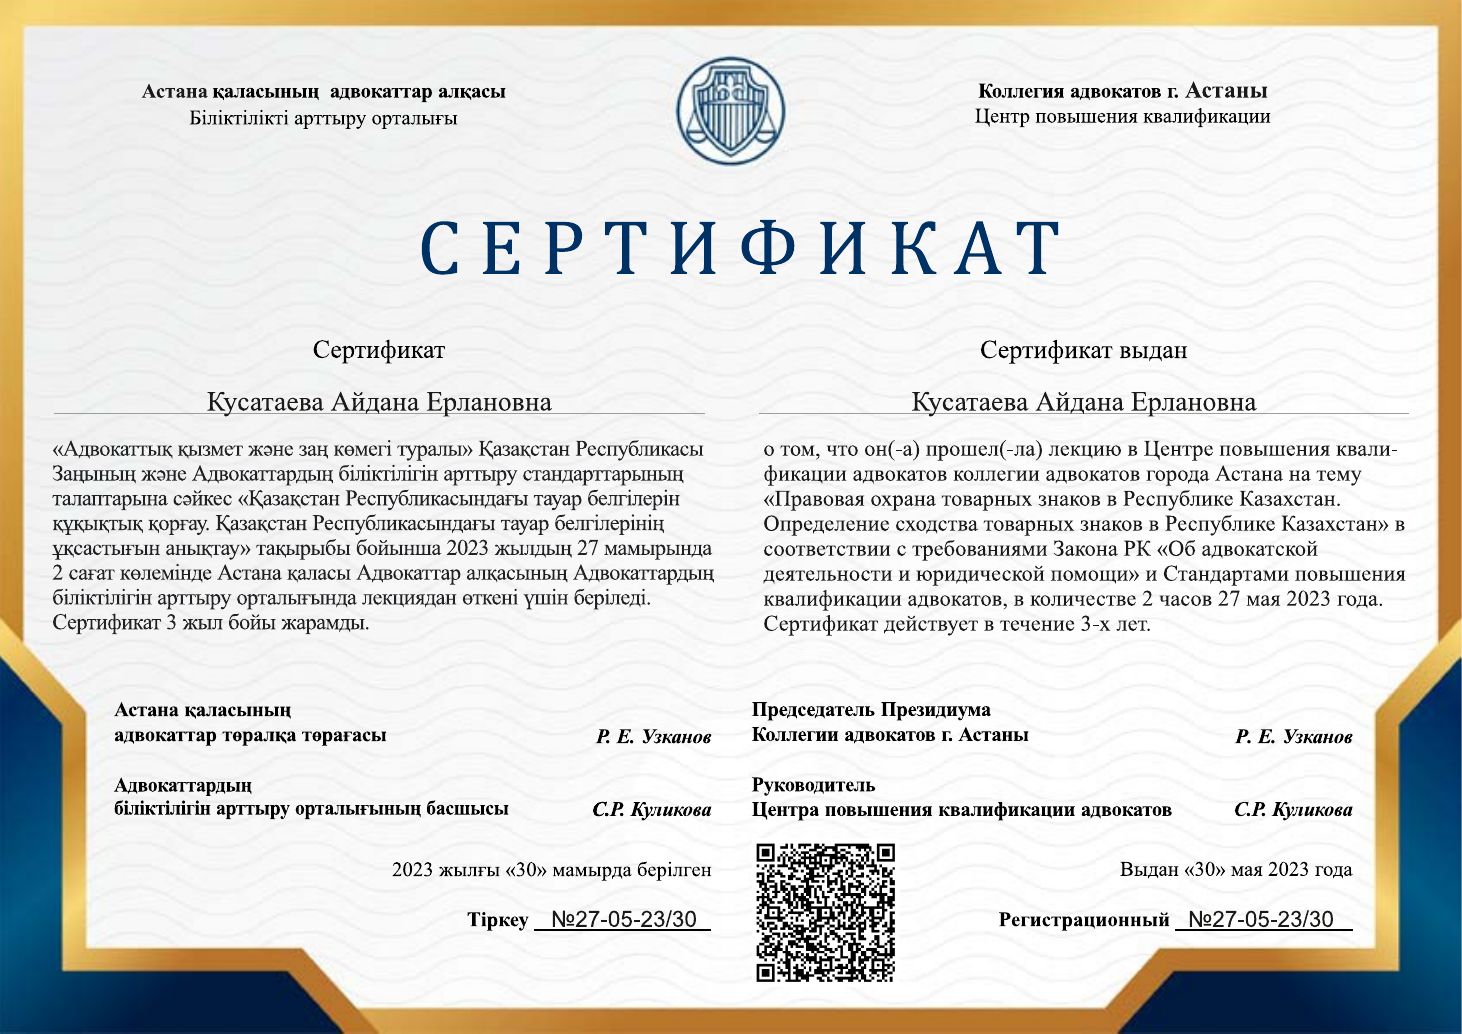 Астана қаласының адвокаттар алқасы
Біліктілікті арттыру орталығы
Коллегия адвокатов г. Астаны
Центр повышения квалификации
СЕРТИФИКАТ
Сертификат
Кусатаева Айдана Ерлановна
«Адвокаттық қызмет және заң көмегі туралы» Қазақстан Республикасы
Заңының және Адвокаттардың біліктілігін арттыру стандарттарының
талаптарына сәйкес «Қазақстан Республикасындағы тауар белгілерін
құқықтық қорғау. Қазақстан Республикасындағы тауар белгілерінің
ұқсастығын анықтау» тақырыбы бойынша 2023 жылдың 27 мамырында
2 сағат көлемінде Астана қаласы Адвокаттар алқасының Адвокаттардың
біліктілігін арттыру орталығында лекциядан өткені үшін беріледі.
Сертификат 3 жыл бойы жарамды.
Сертификат выдан
Кусатаева Айдана Ерлановна
о том, что он(-а) прошел(-ла) лекцию в Центре повышения квали-
фикации адвокатов коллегии адвокатов города Астана на тему
«Правовая охрана товарных знаков в Республике Казахстан.
Определение сходства товарных знаков в Республике Казахстан» в
соответствии с требованиями Закона РК «Об адвокатской
деятельности и юридической помощи» и Стандартами повышения
квалификации адвокатов, в количестве 2 часов 27 мая 2023 года.
Сертификат действует в течение 3-х лет.
Астана қаласының
адвокаттар төралқа төрағасы Р. Е. Узканов
Адвокаттардың
біліктілігін арттыру орталығының басшысы С.Р. Куликова
2023 жылғы «30» мамырда берілген
Тіркеу №27-05-23/30
Председатель Президиума
Коллегии адвокатов г. Астаны Р. Е. Узканов
Руководитель
Центра повышения квалификации адвокатов С.Р. Куликова
Выдан «30» мая 2023 года
Регистрационный №27-05-23/30